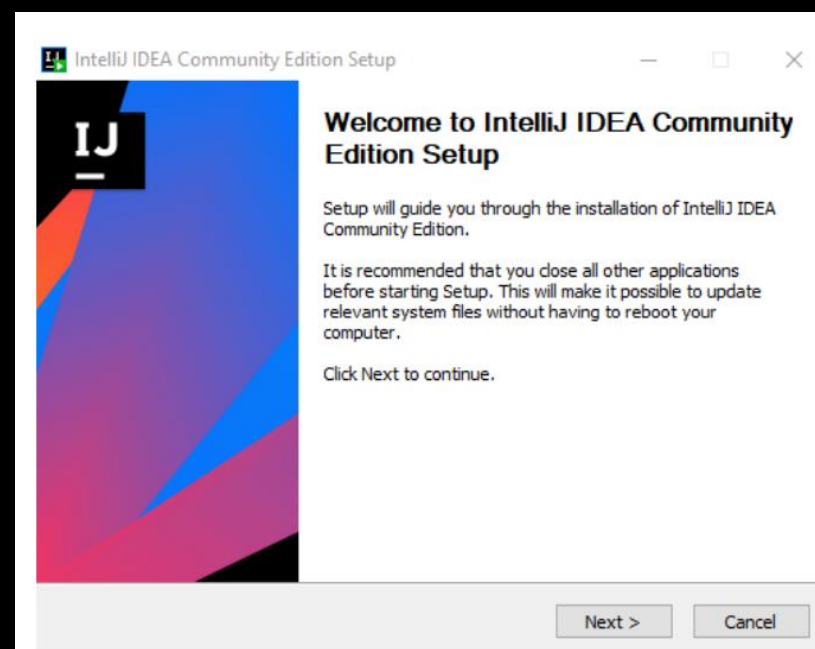 IntelliJ IDEA Community Edition Setup
IJ
Welcome to IntelliJ IDEA Community
Edition Setup
Setup will guide you through the installation of IntelliJ IDEA
Community Edition.
It is recommended that you close all other applications
before starting Setup. This will make it possible to update
relevant system files without having to reboot your
computer.
Click Next to continue.
Next >
Cancel